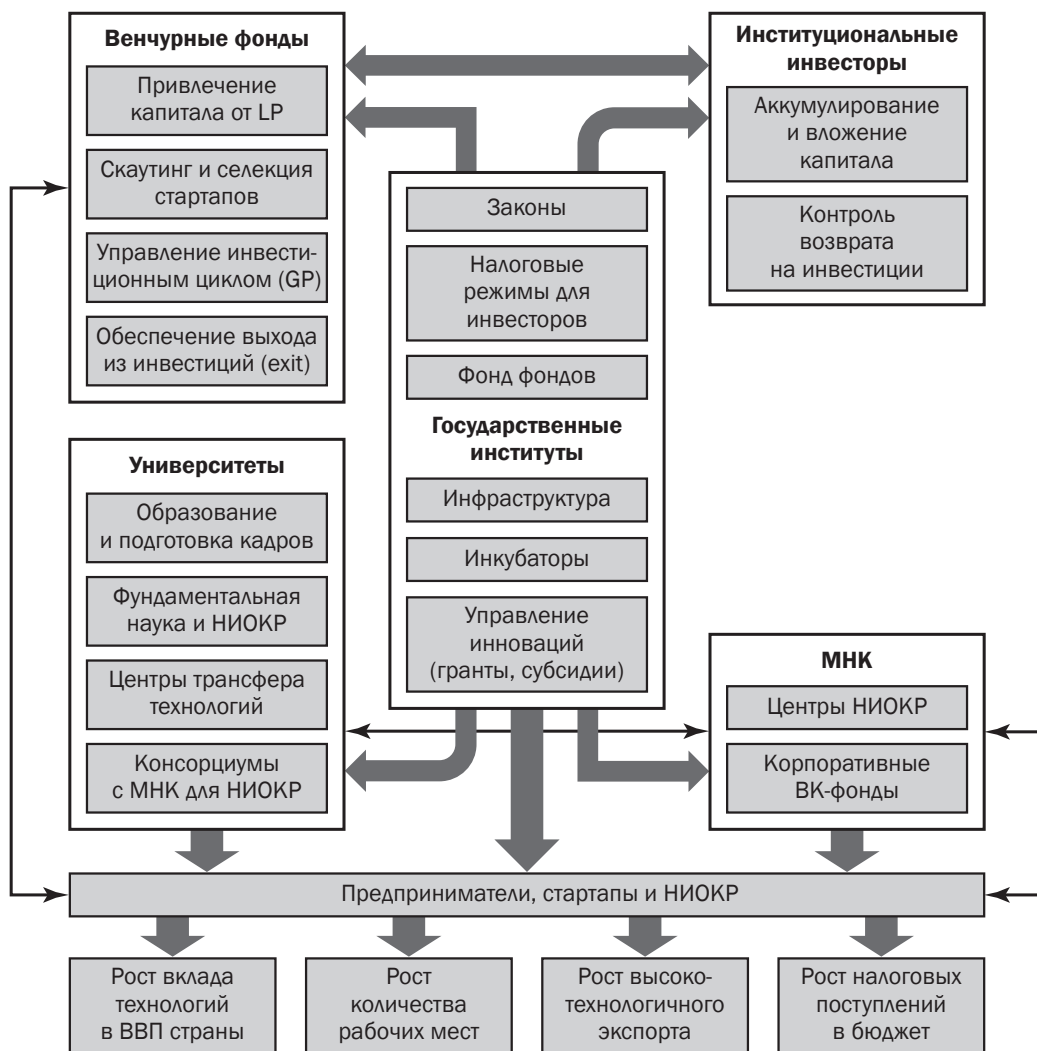 Венчурные фонды
Привлечение
капитала от LP
Скаутинг и селекция
стартапов
Управление инвести-
ционным циклом (GP)
Обеспечение выхода
из инвестиций (exit)
Институциональные
инвесторы
Аккумулирование
и вложение
капитала
Контроль
возврата
на инвестиции
Законы
Налоговые
режимы для
инвесторов
Фонд фондов
Государственные
институты
Инфраструктура
Инкубаторы
Управление
инноваций
(гранты, субсидии)
Университеты
Образование
и подготовка кадров
Фундаментальная
наука и НИОКР
Центры трансфера
технологий
Консорциумы
с МНК для НИОКР
МНК
Центры НИОКР
Корпоративные
ВК-фонды
Предприниматели, стартапы и НИОКР
Рост вклада
технологий
в ВВП страны
Рост
количества
рабочих мест
Рост высоко-
технологичного
экспорта
Рост налоговых
поступлений
в бюджет